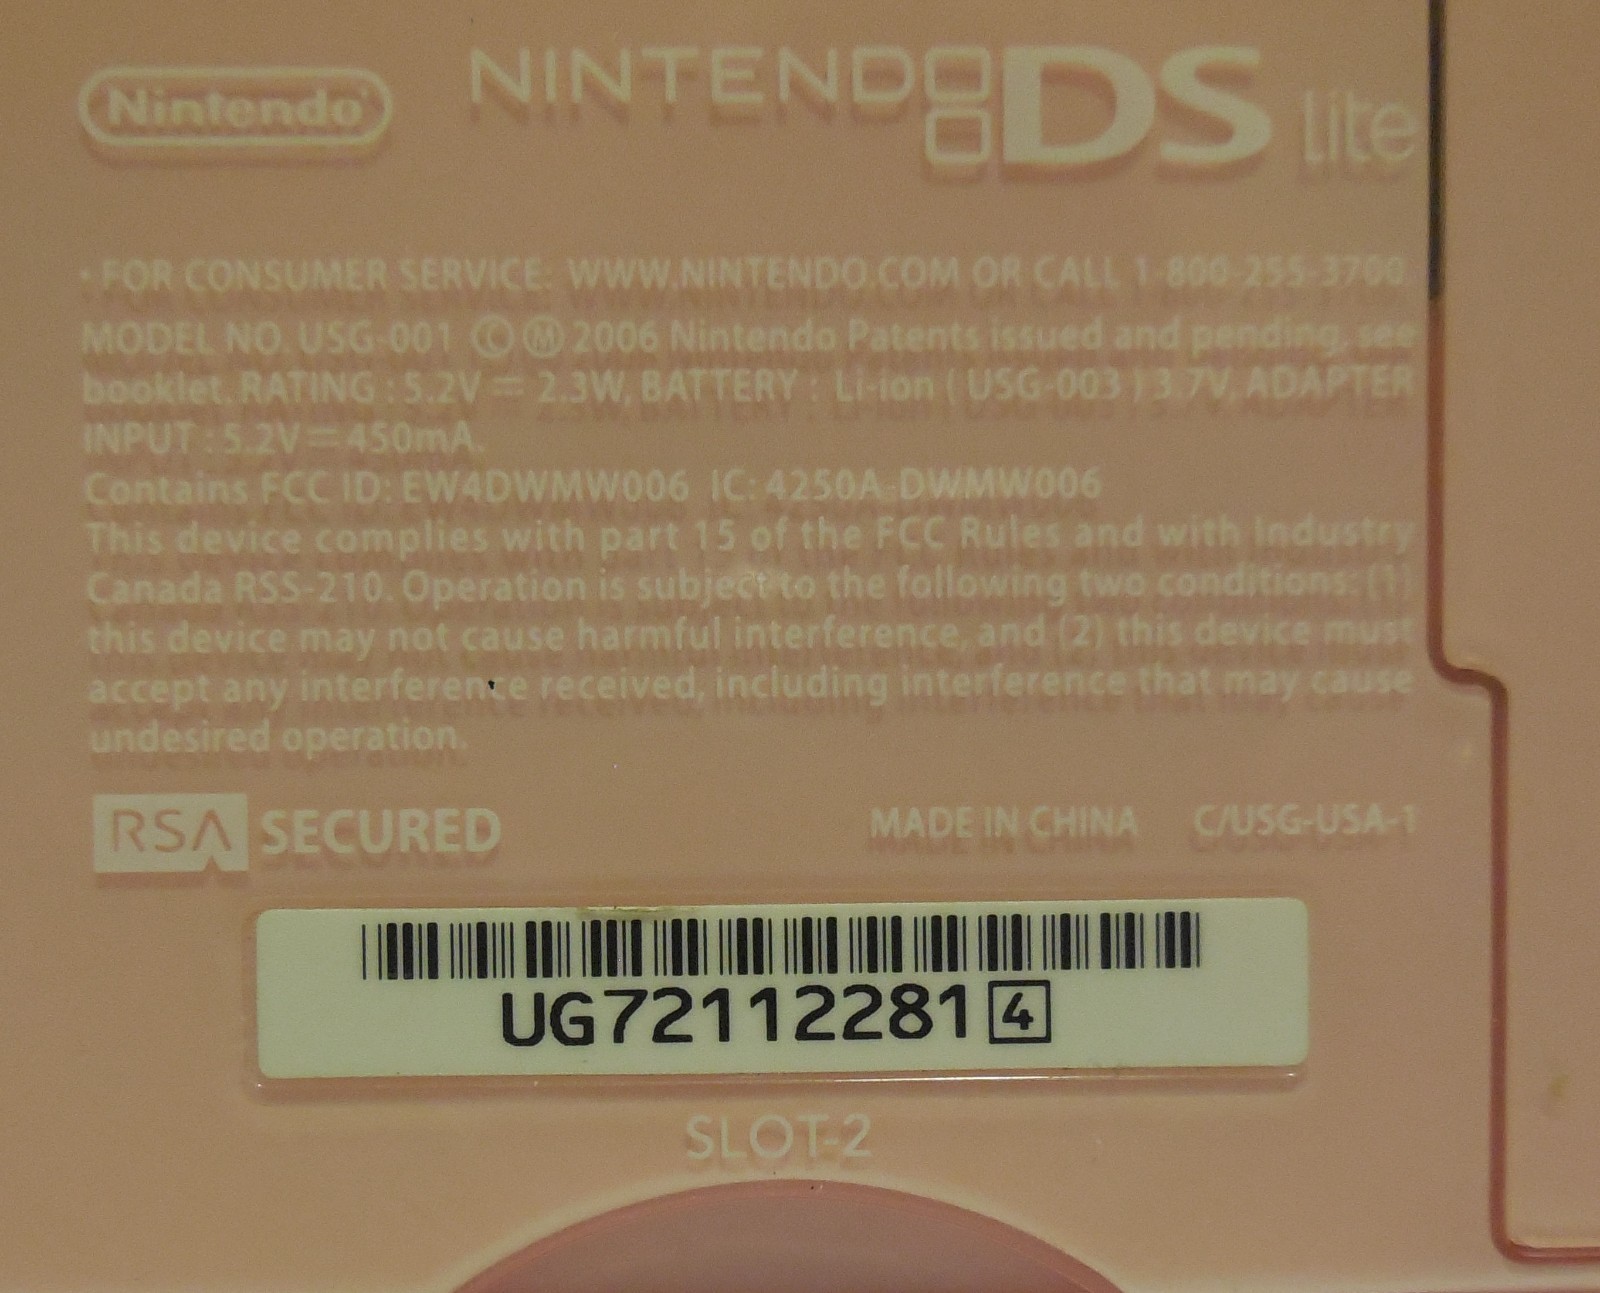 Nintendo
NINTENDO DS Lite
• FOR CONSUMER SERVICE: WWW.NINTENDO.COM OR CALL 1-800-255-3700.
MODEL NO. USG-001 Ⓒ Ⓜ 2006 Nintendo Patents issued and pending, see
booklet. RATING : 5.2V ⎓ 2.3W, BATTERY : Li-ion ( USG-003 ) 3.7V, ADAPTER
INPUT : 5.2V ⎓ 450mA.
Contains FCC ID: EW4DWMW006 IC: 4250A-DWMW006
This device complies with part 15 of the FCC Rules and with Industry
Canada RSS-210. Operation is subject to the following two conditions: (1)
this device may not cause harmful interference, and (2) this device must
accept any interference received, including interference that may cause
undesired operation.
RSA SECURED
MADE IN CHINA C/USG-USA-1
UG72112281 4
SLOT-2